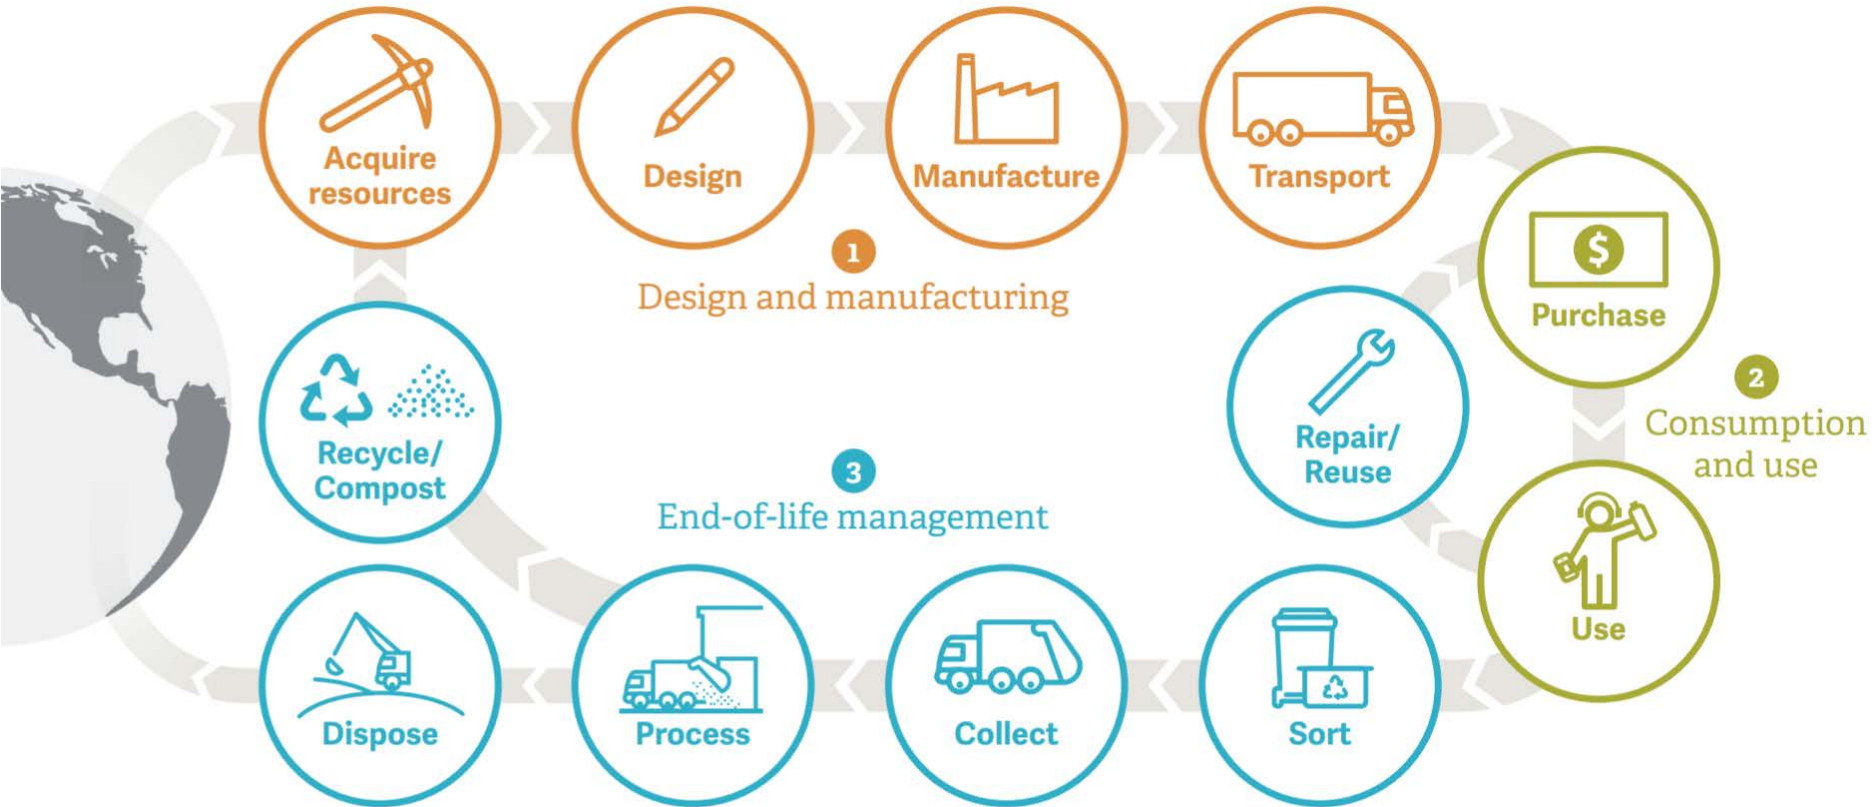 Acquire
resources
Design
Manufacture
Transport
1
Design and manufacturing
$
Purchase
2
Consumption
and use
Use
Repair/
Reuse
3
End-of-life management
Recycle/
Compost
Dispose
Process
Collect
Sort